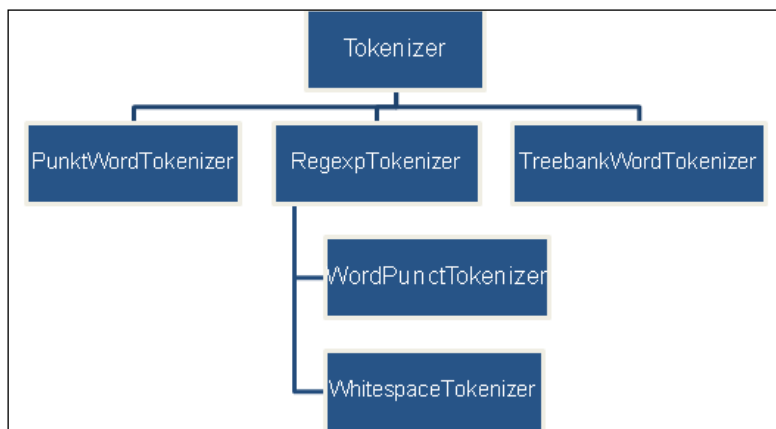 Tokenizer
PunktWordTokenizer
RegexpTokenizer
TreebankWordTokenizer
WordPunctTokenizer
WhitespaceTokenizer